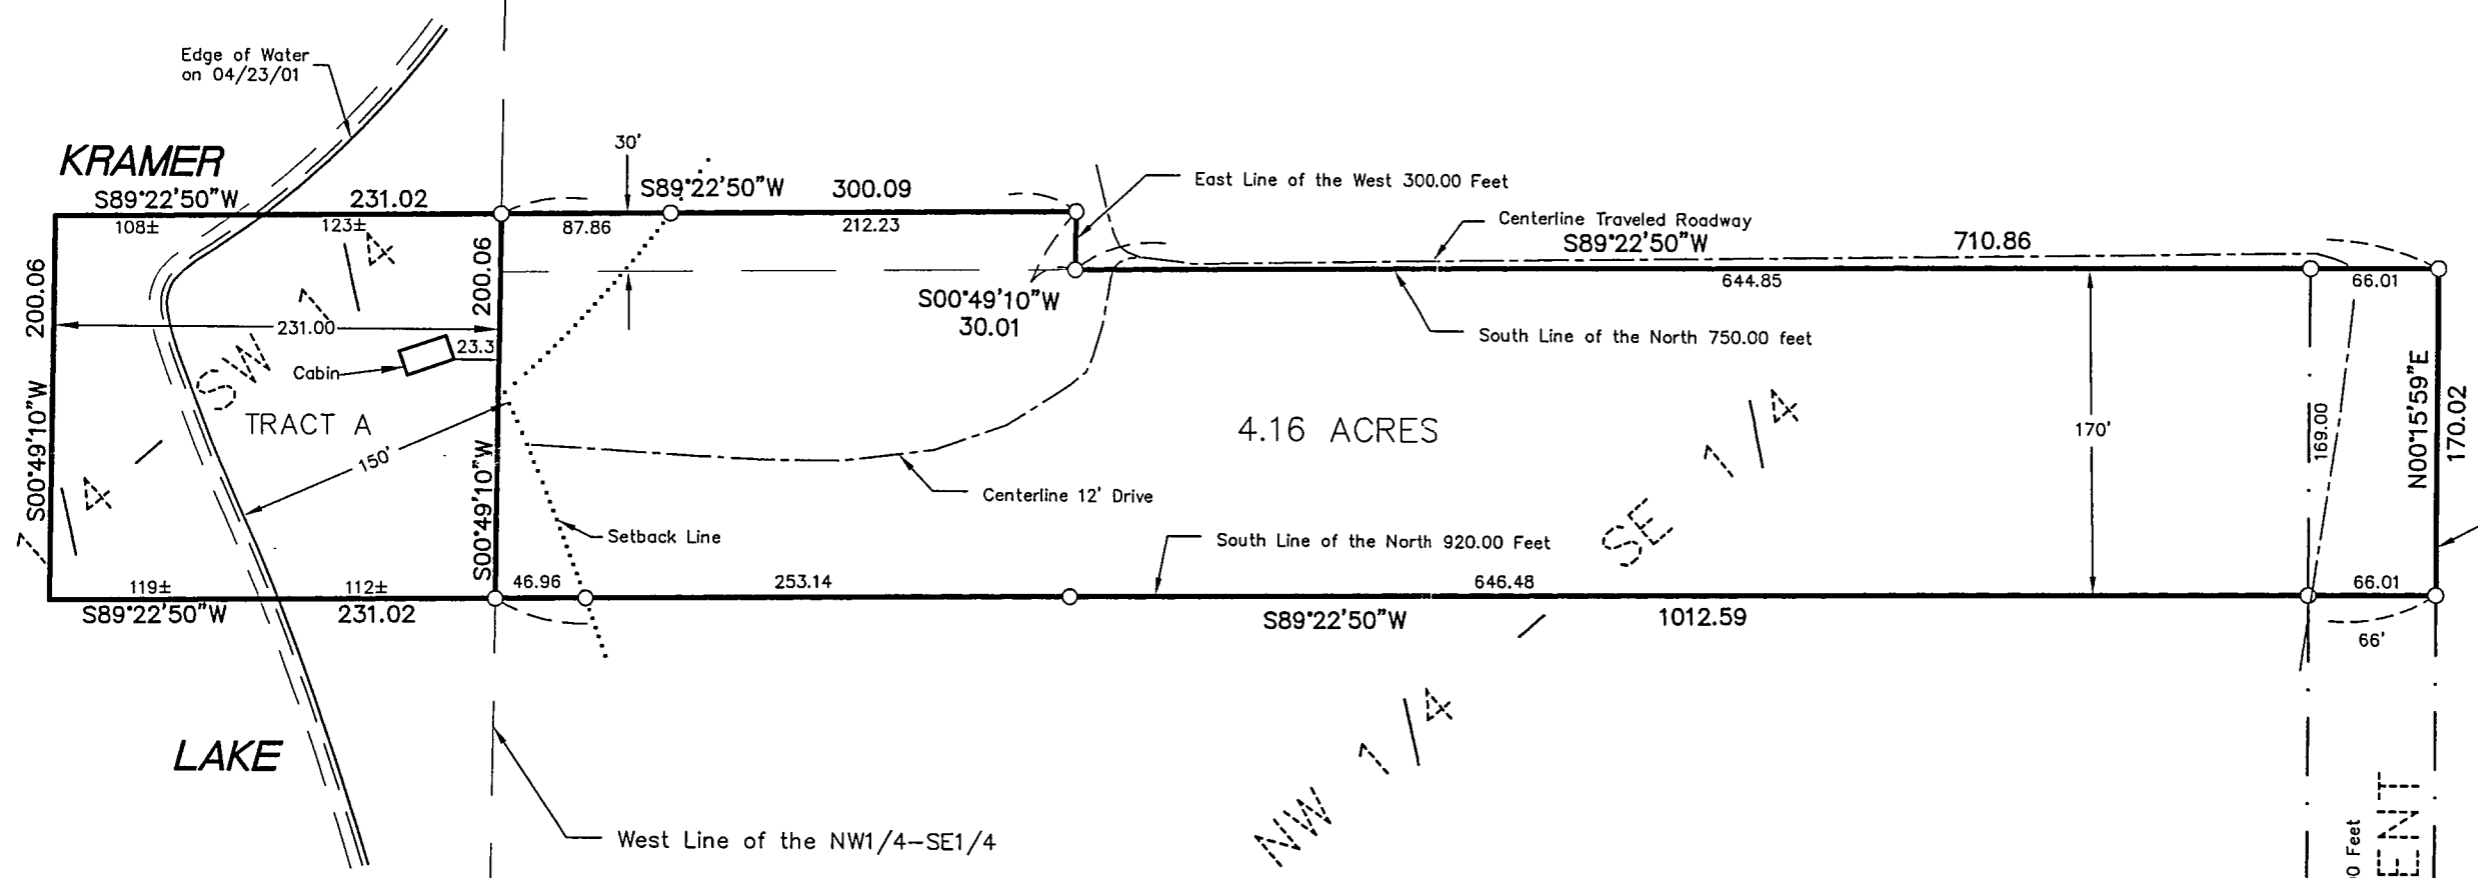 Edge of Water
on 04/23/01
KRAMER
S89°22'50"W 231.02
108± 123±
30'
S89°22'50"W 300.09
87.86 212.23
East Line of the West 300.00 Feet
Centerline Traveled Roadway
S89°22'50"W 710.86
644.85 66.01
200.06
S00°49'10"W
200.06
S00°49'10"W
231.00
23.3
Cabin
SW 1/4
TRACT A
150'
1/4
S00°49'10"W
30.01
South Line of the North 750.00 feet
4.16 ACRES
170'
169.00
N00°15'59"E
170.02
Centerline 12' Drive
Setback Line
South Line of the North 920.00 Feet
SE 1/4
119± 112±
S89°22'50"W 231.02
46.96 253.14 646.48 66.01
S89°22'50"W 1012.59
66'
LAKE
NW 1/4
West Line of the NW1/4-SE1/4
0 Feet
ENT